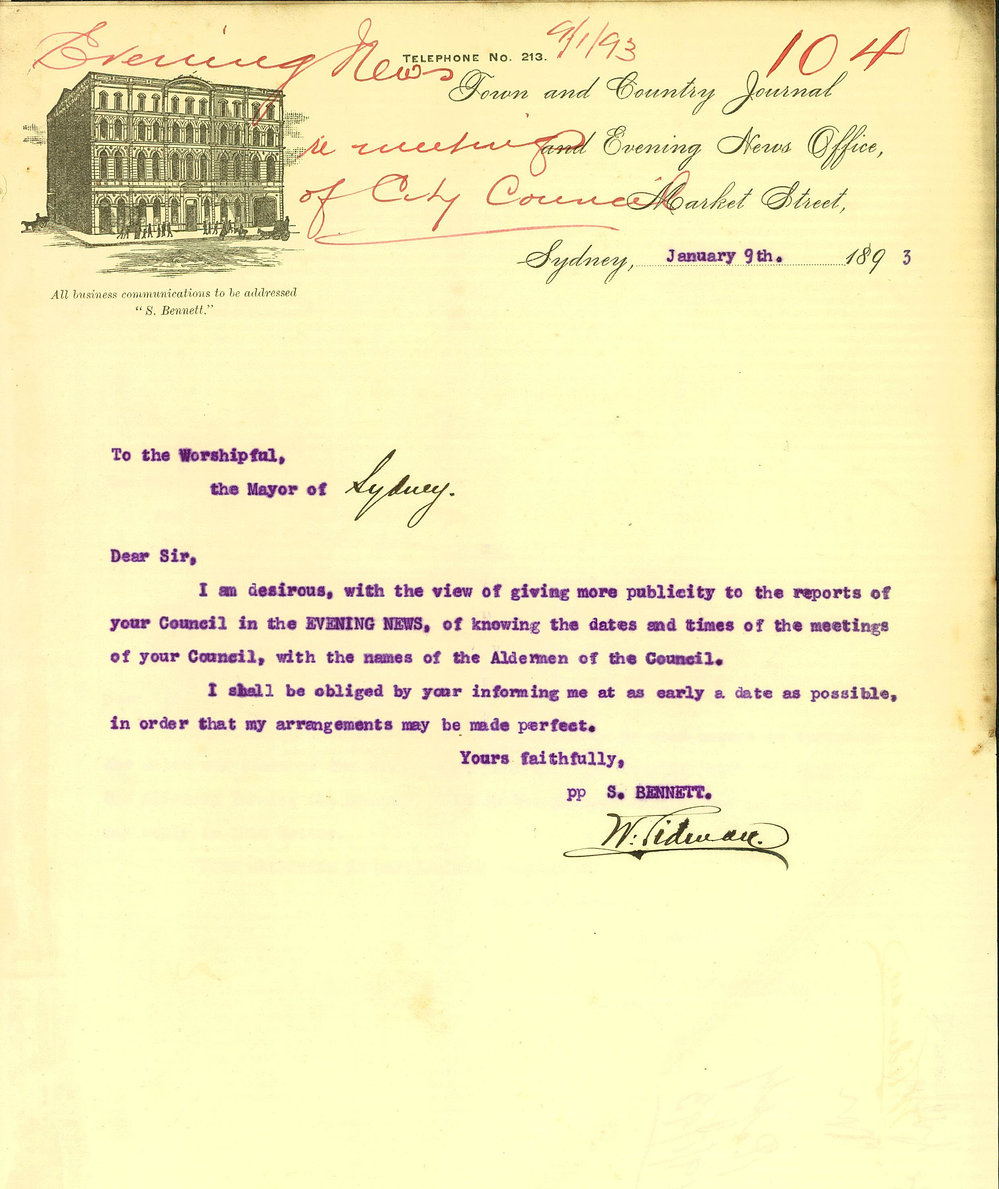 Evening News 9/1/93 104
re meeting
of City Council
TELEPHONE NO. 213.
Town and Country Journal
and Evening News Office,
Market Street,
Sydney, January 9th. 1893
All business communications to be addressed
"S. Bennett."
To the Worshipful,
the Mayor of Sydney.
Dear Sir,
I am desirous, with the view of giving more publicity to the reports of
your Council in the EVENING NEWS, of knowing the dates and times of the meetings
of your Council, with the names of the Aldermen of the Council.
I shall be obliged by your informing me at as early a date as possible,
in order that my arrangements may be made perfect.
Yours faithfully,
pp S. BENNETT.
W. Pidman.